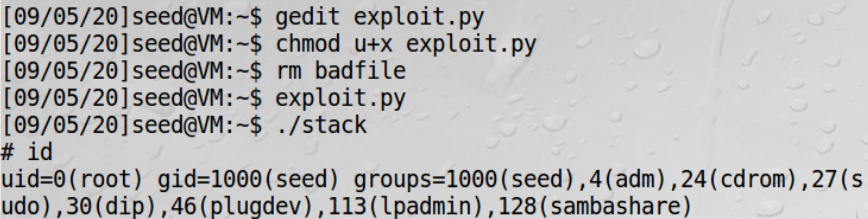 [09/05/20]seed@VM:~$ gedit exploit.py
[09/05/20]seed@VM:~$ chmod u+x exploit.py
[09/05/20]seed@VM:~$ rm badfile
[09/05/20]seed@VM:~$ exploit.py
[09/05/20]seed@VM:~$ ./stack
# id
uid=0(root) gid=1000(seed) groups=1000(seed),4(adm),24(cdrom),27(s
udo),30(dip),46(plugdev),113(lpadmin),128(sambashare)